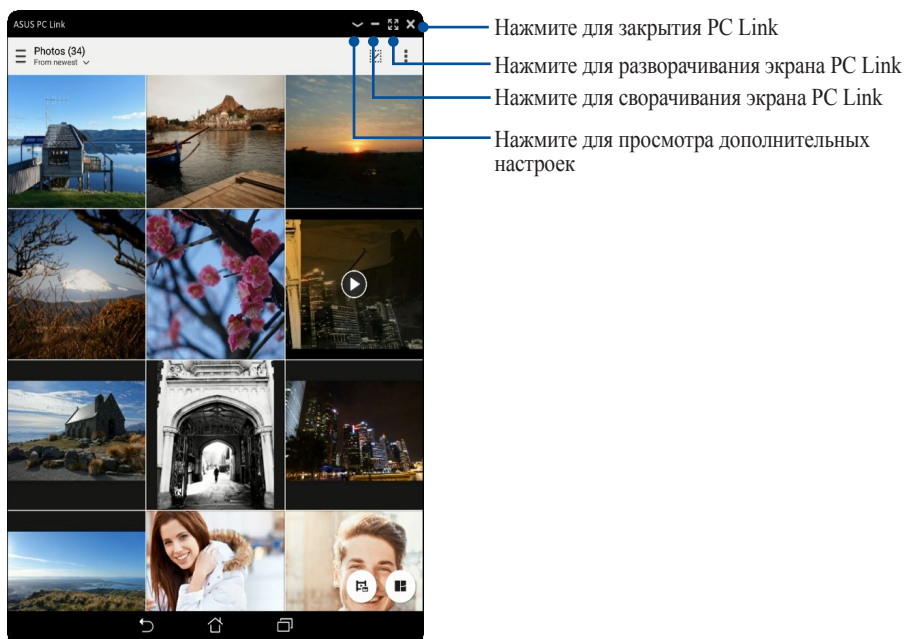 ASUS PC Link
Photos (34)
From newest
Нажмите для закрытия PC Link
Нажмите для разворачивания экрана PC Link
Нажмите для сворачивания экрана PC Link
Нажмите для просмотра дополнительных
настроек